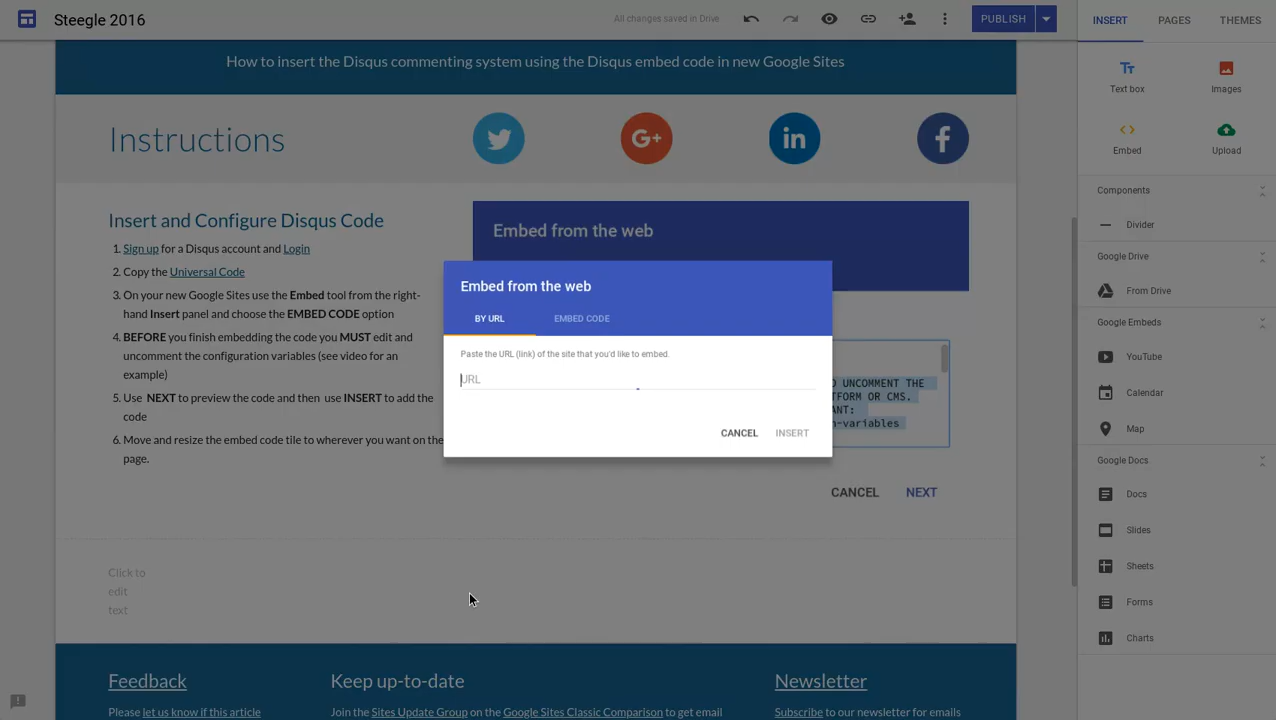 Steegle 2016
All changes saved in Drive
PUBLISH
INSERT
PAGES
THEMES
How to insert the Disqus commenting system using the Disqus embed code in new Google Sites
Text box
Images
Embed
Upload
Instructions
G+
in
f
Components
Divider
Google Drive
From Drive
Google Embeds
YouTube
Calendar
Map
Google Docs
Docs
Slides
Sheets
Forms
Charts
Insert and Configure Disqus Code
1. Sign up for a Disqus account and Login
2. Copy the Universal Code
3. On your new Google Sites use the Embed tool from the right-
hand Insert panel and choose the EMBED CODE option
4. BEFORE you finish embedding the code you MUST edit and
uncomment the configuration variables (see video for an
example)
5. Use NEXT to preview the code and then use INSERT to add the
code
6. Move and resize the embed code tile to wherever you want on the
page.
Embed from the web
Embed from the web
BY URL
EMBED CODE
Paste the URL (link) of the site that you'd like to embed.
URL
CANCEL
INSERT
D UNCOMMENT THE
TFORM OR CMS.
ANT:
n-variables
CANCEL
NEXT
Click to
edit
text
Feedback
Please let us know if this article
Keep up-to-date
Join the Sites Update Group on the Google Sites Classic Comparison to get email
Newsletter
Subscribe to our newsletter for emails